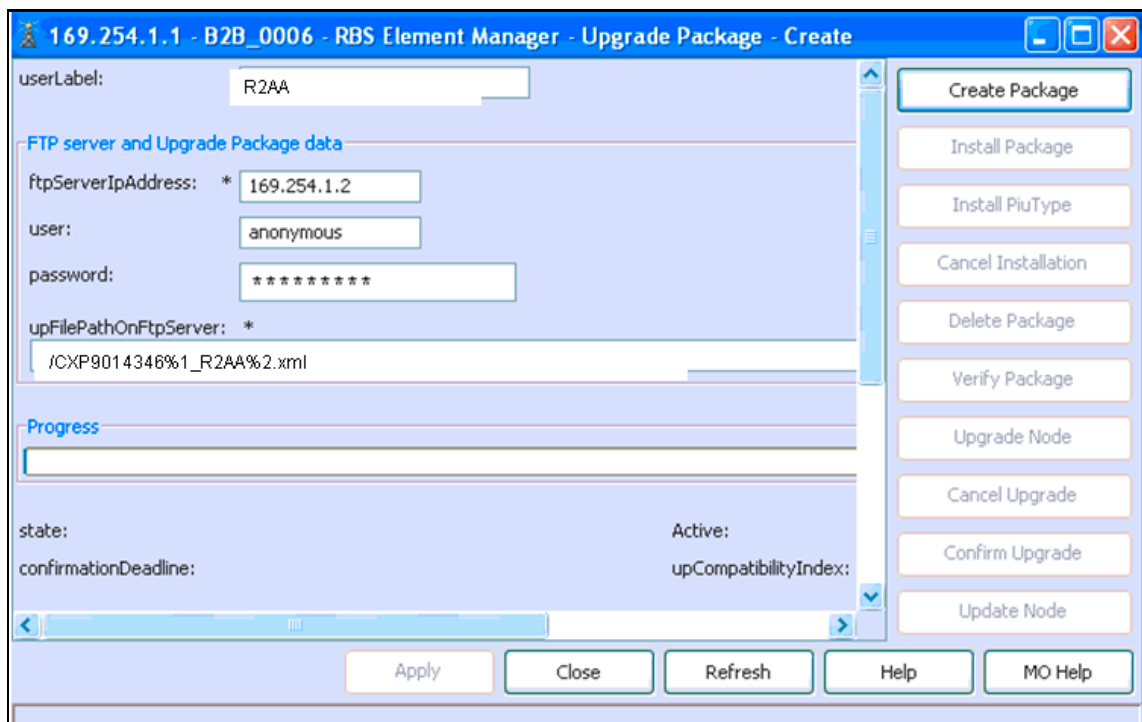 169.254.1.1 - B2B_0006 - RBS Element Manager - Upgrade Package - Create
userLabel: R2AA
FTP server and Upgrade Package data
ftpServerIpAddress: * 169.254.1.2
user: anonymous
password: *********
upFilePathOnFtpServer: *
/CXP9014346%1_R2AA%2.xml
Progress
state: Active:
confirmationDeadline: upCompatibilityIndex:
Create Package
Install Package
Install PiuType
Cancel Installation
Delete Package
Verify Package
Upgrade Node
Cancel Upgrade
Confirm Upgrade
Update Node
Apply Close Refresh Help MO Help